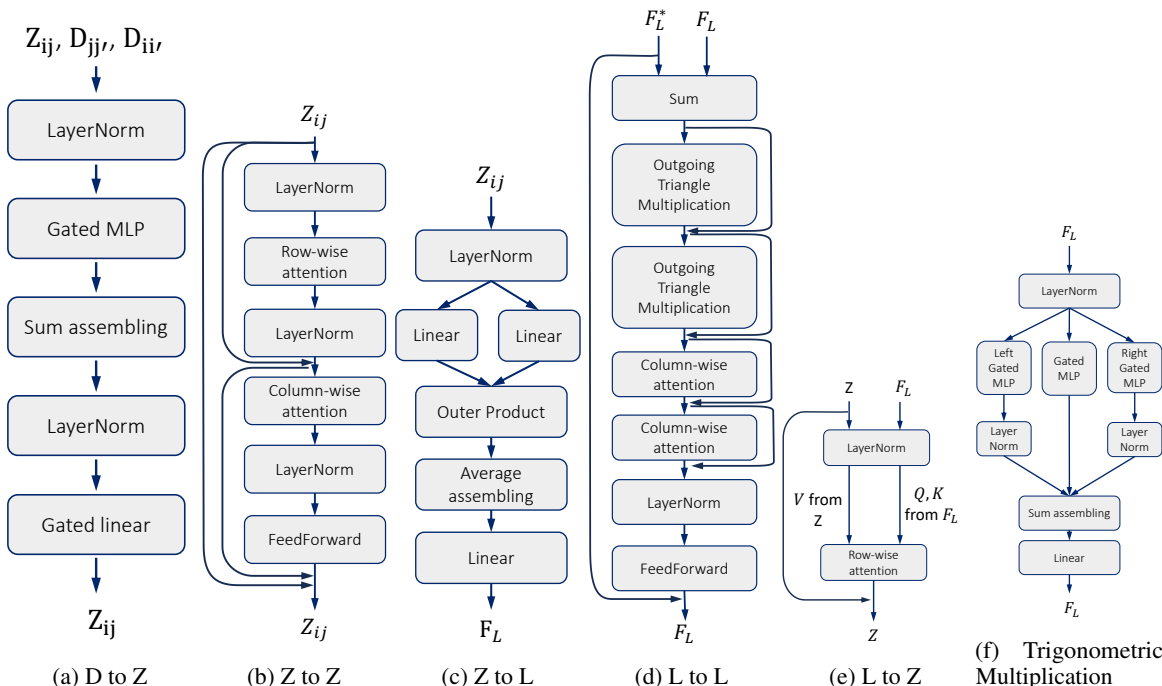 Z_ij, D_jj′, D_ii′
LayerNorm
Gated MLP
Sum assembling
LayerNorm
Gated linear
Z_ij
(a) D to Z
Z_ij
LayerNorm
Row-wise
attention
LayerNorm
Column-wise
attention
LayerNorm
FeedForward
Z_ij
(b) Z to Z
Z_ij
LayerNorm
Linear
Linear
Outer Product
Average
assembling
Linear
F_L
(c) Z to L
F_L^*
F_L
Sum
Outgoing
Triangle
Multiplication
Outgoing
Triangle
Multiplication
Column-wise
attention
Column-wise
attention
LayerNorm
FeedForward
F_L
(d) L to L
Z
F_L
LayerNorm
V from
Z
Q, K
from F_L
Row-wise
attention
Z
(e) L to Z
F_L
LayerNorm
Left
Gated
MLP
Gated
MLP
Right
Gated
MLP
Layer
Norm
Layer
Norm
Sum assembling
Linear
F_L
(f) Trigonometric
Multiplication